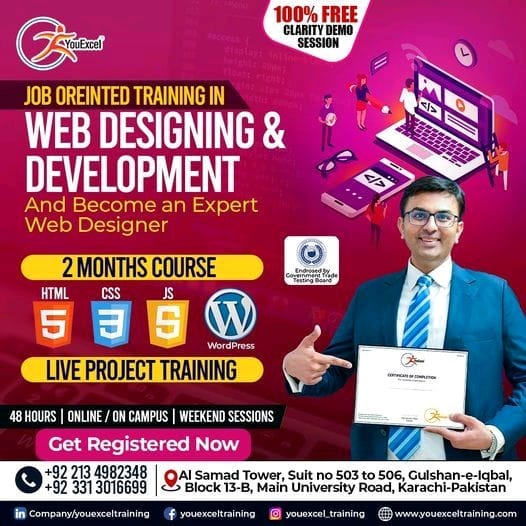 YouExcel
100% FREE
CLARITY DEMO
SESSION
JOB OREINTED TRAINING IN
WEB DESIGNING &
DEVELOPMENT
And Become an Expert
Web Designer
2 MONTHS COURSE
HTML CSS JS
5 3 5
WordPress
Endrosed by
Government Trade
Testing Board
LIVE PROJECT TRAINING
CERTIFICATE OF COMPLETION
48 HOURS | ONLINE / ON CAMPUS | WEEKEND SESSIONS
Get Registered Now
+92 213 4982348
+92 331 3016699
Al Samad Tower, Suit no 503 to 506, Gulshan-e-Iqbal,
Block 13-B, Main University Road, Karachi-Pakistan
Company/youexceltraining youexceltraining youexcel_training youexcel_training www.youexceltraining.com